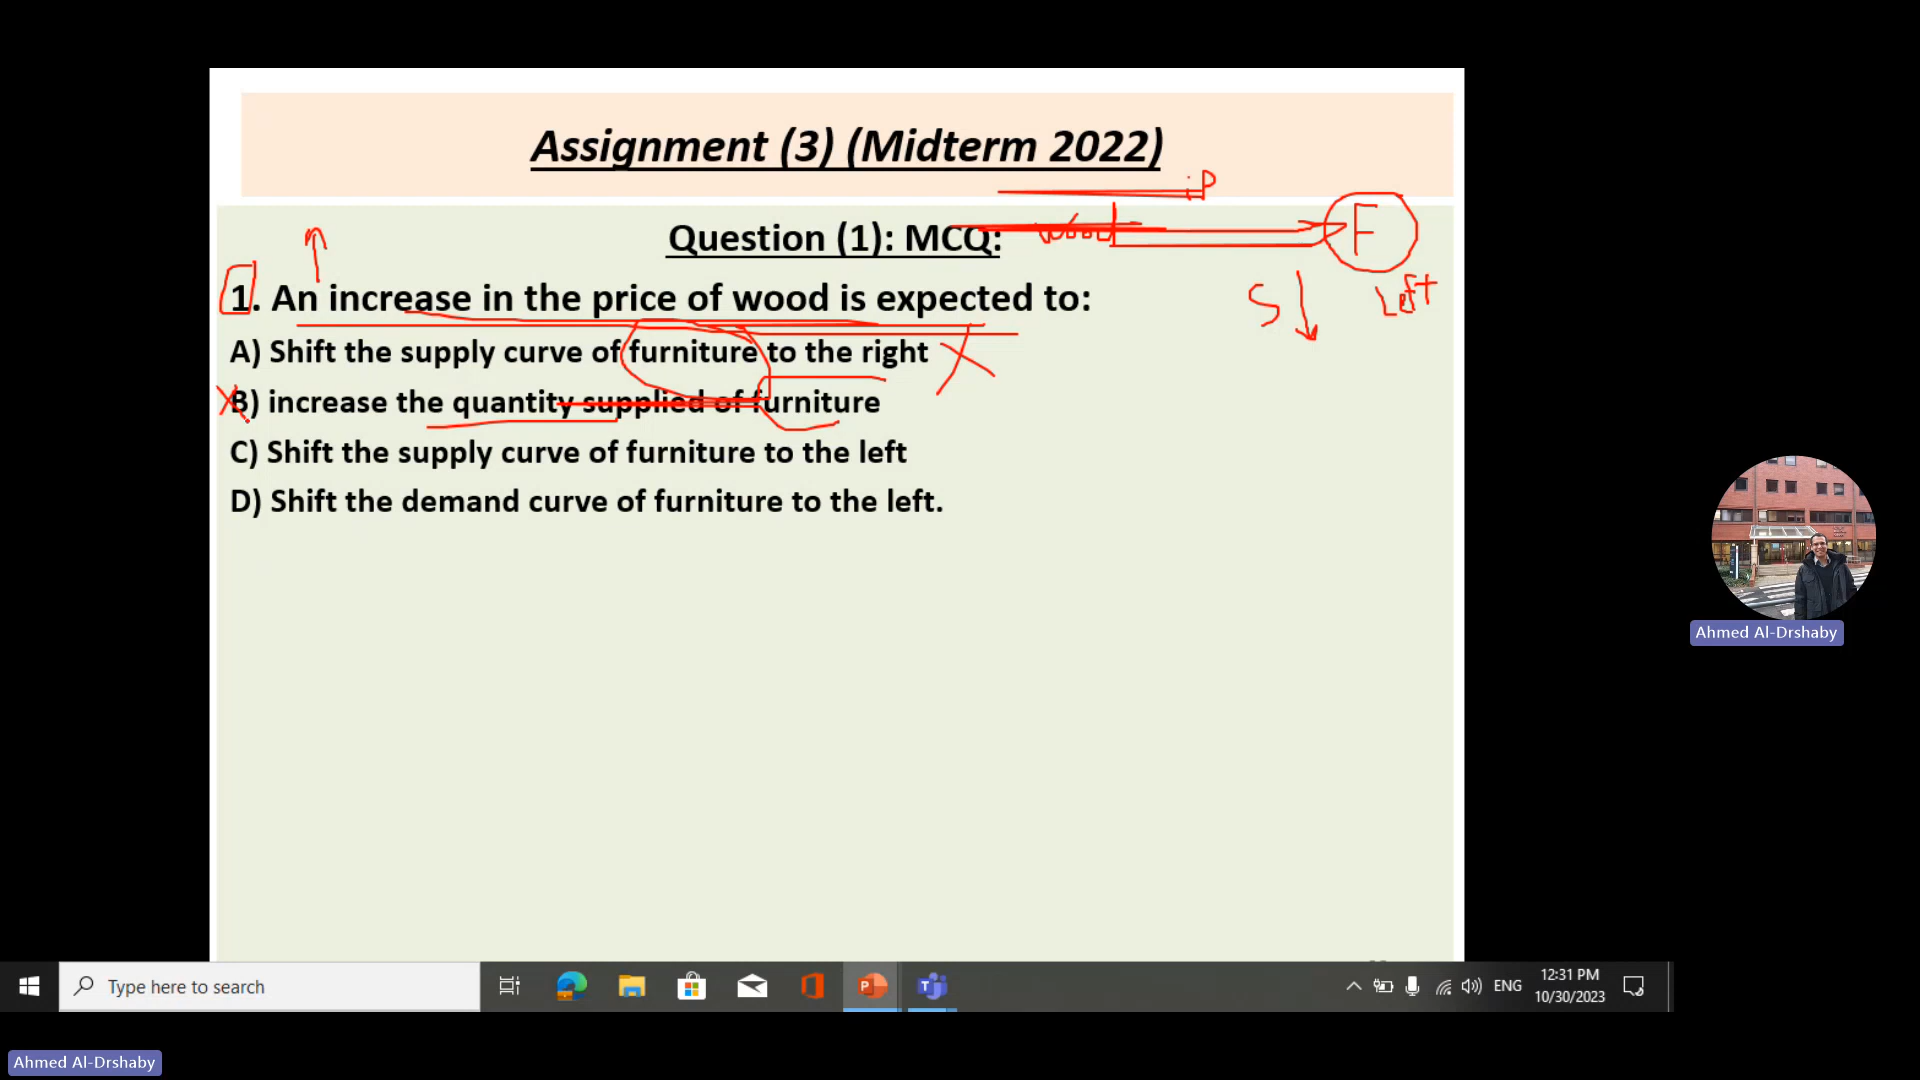 Assignment (3) (Midterm 2022)
iP
Question (1): MCQ:
wood
F
1. An increase in the price of wood is expected to:
S
Left
A) Shift the supply curve of furniture to the right
B) increase the quantity supplied of furniture
C) Shift the supply curve of furniture to the left
D) Shift the demand curve of furniture to the left.
Ahmed Al-Drshaby
Type here to search
ENG
12:31 PM
10/30/2023
Ahmed Al-Drshaby